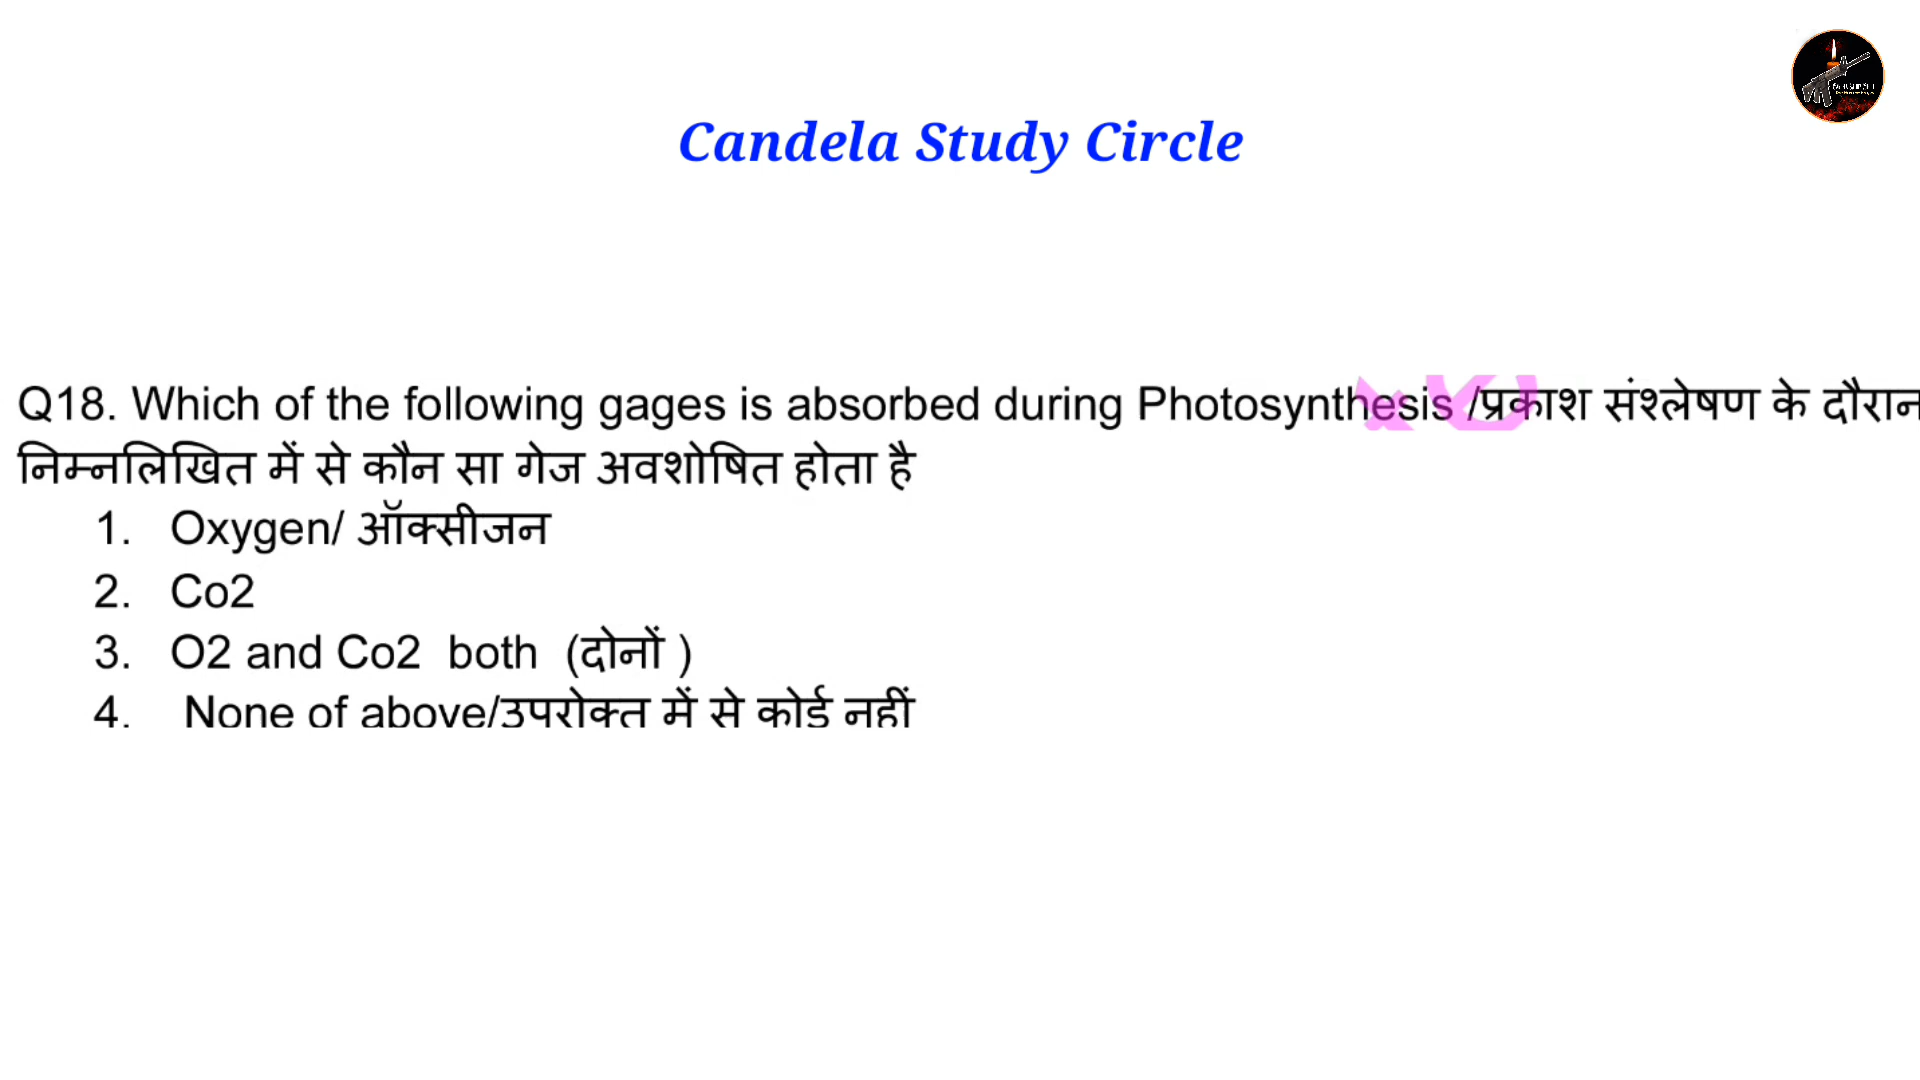 Candela Study Circle
Q18. Which of the following gages is absorbed during Photosynthesis /प्रकाश संश्लेषण के दौरान
निम्नलिखित में से कौन सा गेज अवशोषित होता है
1. Oxygen/ ऑक्सीजन
2. Co2
3. O2 and Co2 both (दोनों )
4. None of above/उपरोक्त में से कोई नहीं